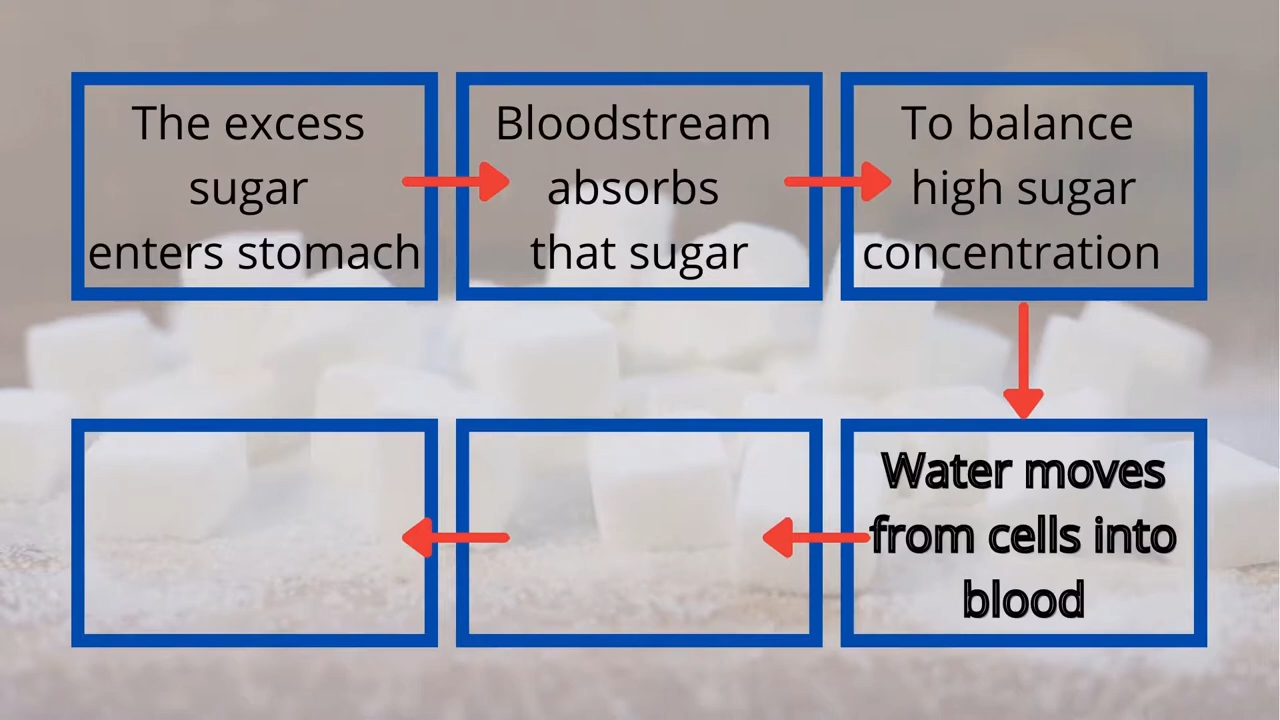 The excess
sugar
enters stomach
Bloodstream
absorbs
that sugar
To balance
high sugar
concentration
Water moves
from cells into
blood